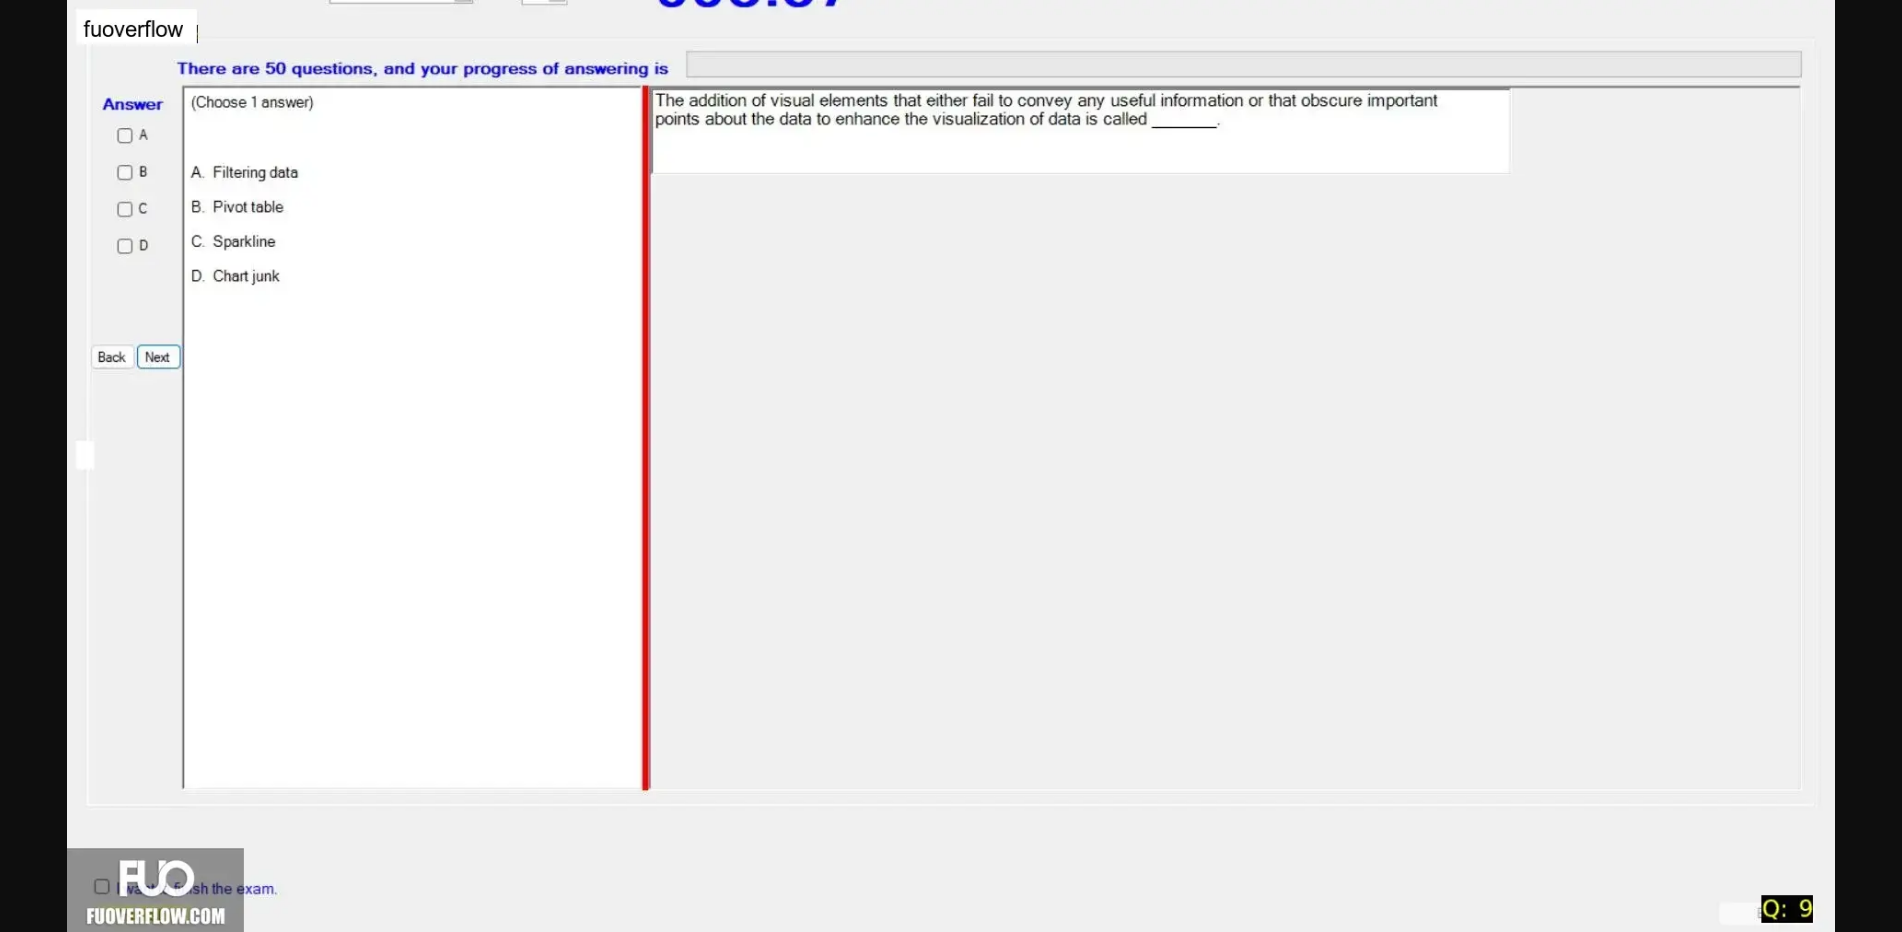 fuoverflow
There are 50 questions, and your progress of answering is
Answer
A
B
C
D
Back
Next
(Choose 1 answer)
A. Filtering data
B. Pivot table
C. Sparkline
D. Chart junk
The addition of visual elements that either fail to convey any useful information or that obscure important
points about the data to enhance the visualization of data is called _______.
FUO
the exam.
FUOVERFLOW.COM
Q: 9